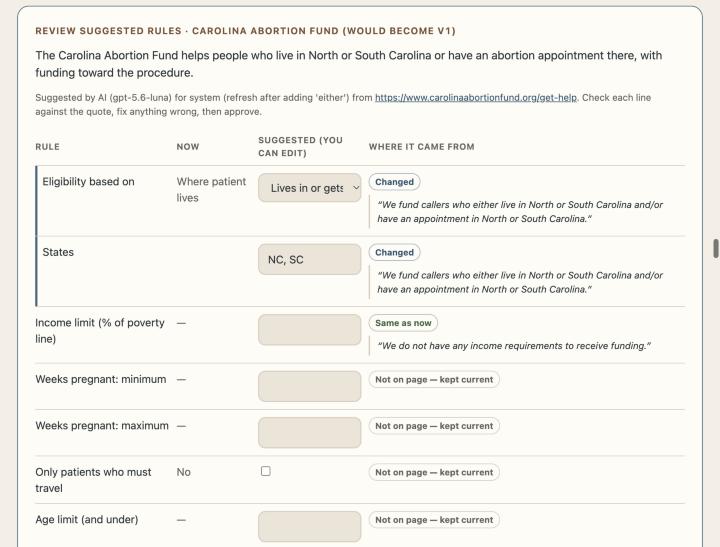 REVIEW SUGGESTED RULES · CAROLINA ABORTION FUND (WOULD BECOME V1)
The Carolina Abortion Fund helps people who live in North or South Carolina or have an abortion appointment there, with
funding toward the procedure.
Suggested by AI (gpt-5.6-luna) for system (refresh after adding 'either') from https://www.carolinaabortionfund.org/get-help. Check each line
against the quote, fix anything wrong, then approve.
RULE NOW SUGGESTED (YOU CAN EDIT) WHERE IT CAME FROM
Eligibility based on
Where patient
lives
Lives in or gets
Changed
“We fund callers who either live in North or South Carolina and/or
have an appointment in North or South Carolina.”
States
NC, SC
Changed
“We fund callers who either live in North or South Carolina and/or
have an appointment in North or South Carolina.”
Income limit (% of poverty
line)
—
Same as now
“We do not have any income requirements to receive funding.”
Weeks pregnant: minimum
—
Not on page — kept current
Weeks pregnant: maximum
—
Not on page — kept current
Only patients who must
travel
No
Not on page — kept current
Age limit (and under)
—
Not on page — kept current